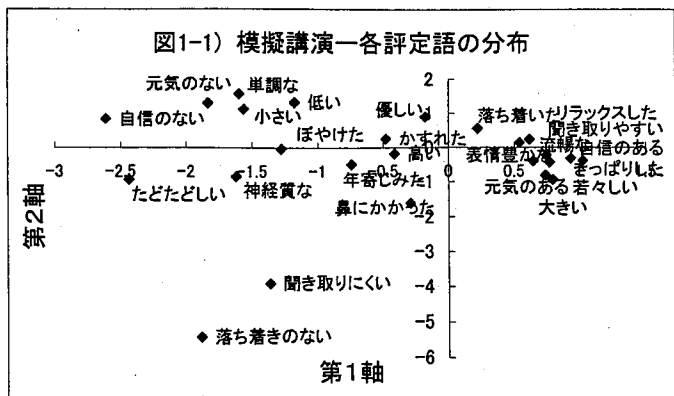 図1-1) 模擬講演ー各評定語の分布
元気のない
単調な
2
自信のない
小さい
低い
優しい
1
落ち着いた
リラックスした
ぼやけた
かすれた
聞き取りやすい
流暢な
自信のある
高い
表情豊かな
0
-3
-2.5
-2
-1.5
-1
-0.5
0
0.5
きっぱりした
たどたどしい
神経質な
年寄じみた
-1
元気のある
若々しい
鼻にかかった
大きい
-2
-3
聞き取りにくい
-4
-5
落ち着きのない
-6
第1軸
第2軸